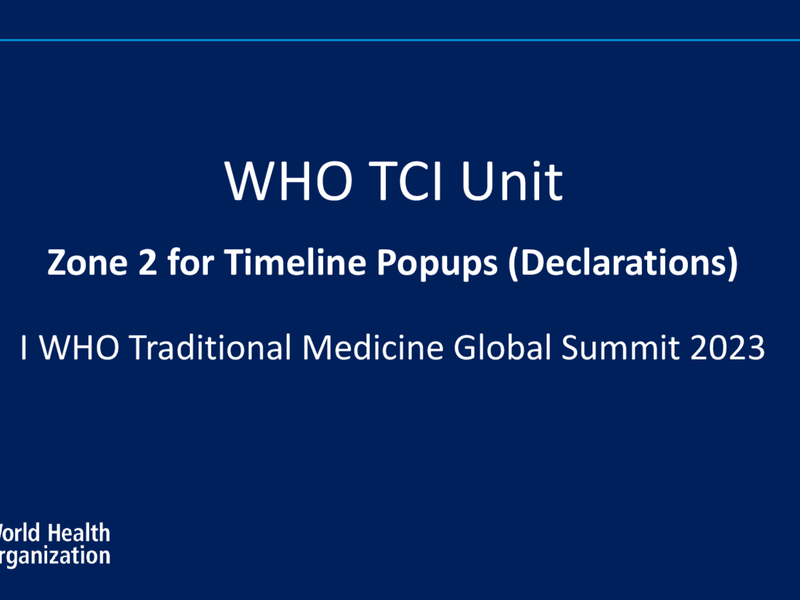 WHO TCI Unit
Zone 2 for Timeline Popups (Declarations)
I WHO Traditional Medicine Global Summit 2023
World Health
Organization